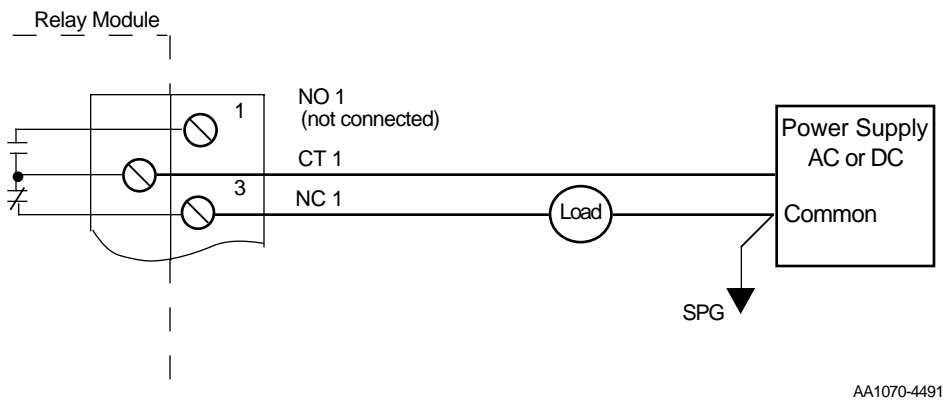 Relay Module
1
NO 1
(not connected)
CT 1
3
NC 1
Load
Power Supply
AC or DC
Common
SPG
AA1070-4491